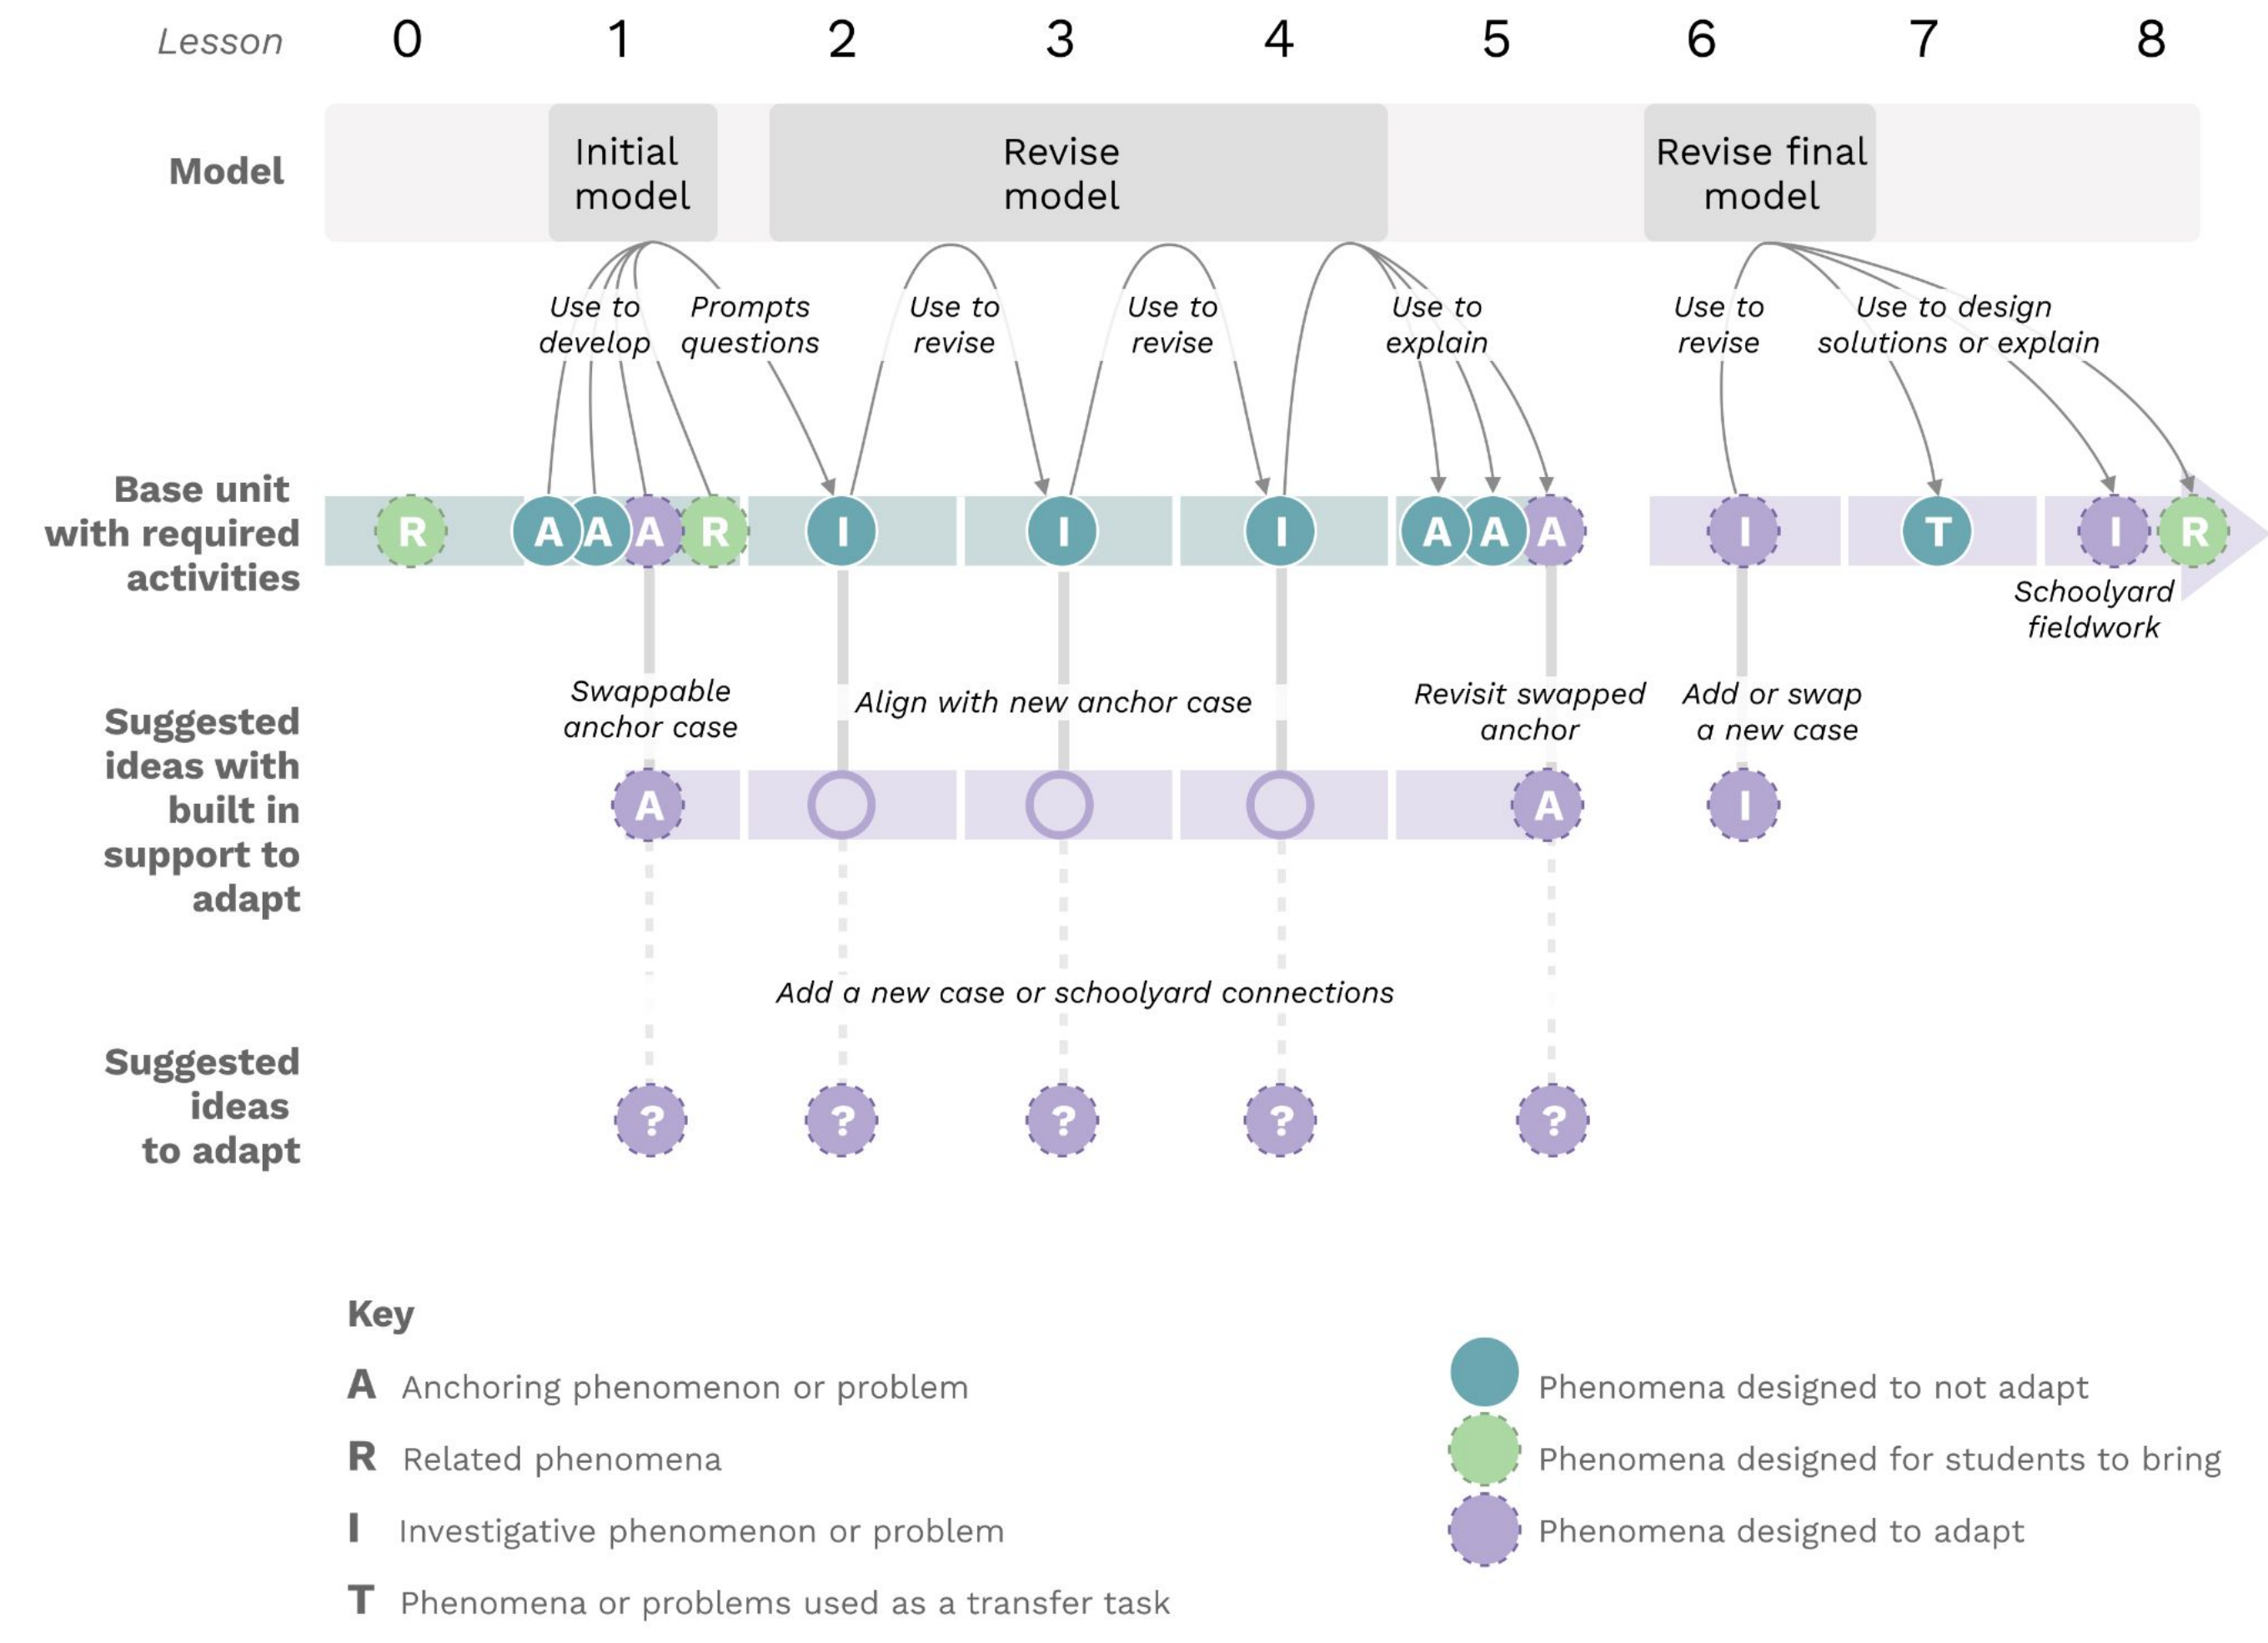 Lesson 0 1 2 3 4 5 6 7 8
Model
Initial
model
Revise
model
Revise final
model
Use to
develop
Prompts
questions
Use to
revise
Use to
revise
Use to
explain
Use to
revise
Use to design
solutions or explain
Base unit
with required
activities
R A A A R I I I A A A I T I R
Schoolyard
fieldwork
Swappable
anchor case
Align with new anchor case
Revisit swapped
anchor
Add or swap
a new case
Suggested
ideas with
built in
support to
adapt
A A I
Add a new case or schoolyard connections
Suggested
ideas
to adapt
? ? ? ? ?
Key
A Anchoring phenomenon or problem
R Related phenomena
I Investigative phenomenon or problem
T Phenomena or problems used as a transfer task
Phenomena designed to not adapt
Phenomena designed for students to bring
Phenomena designed to adapt